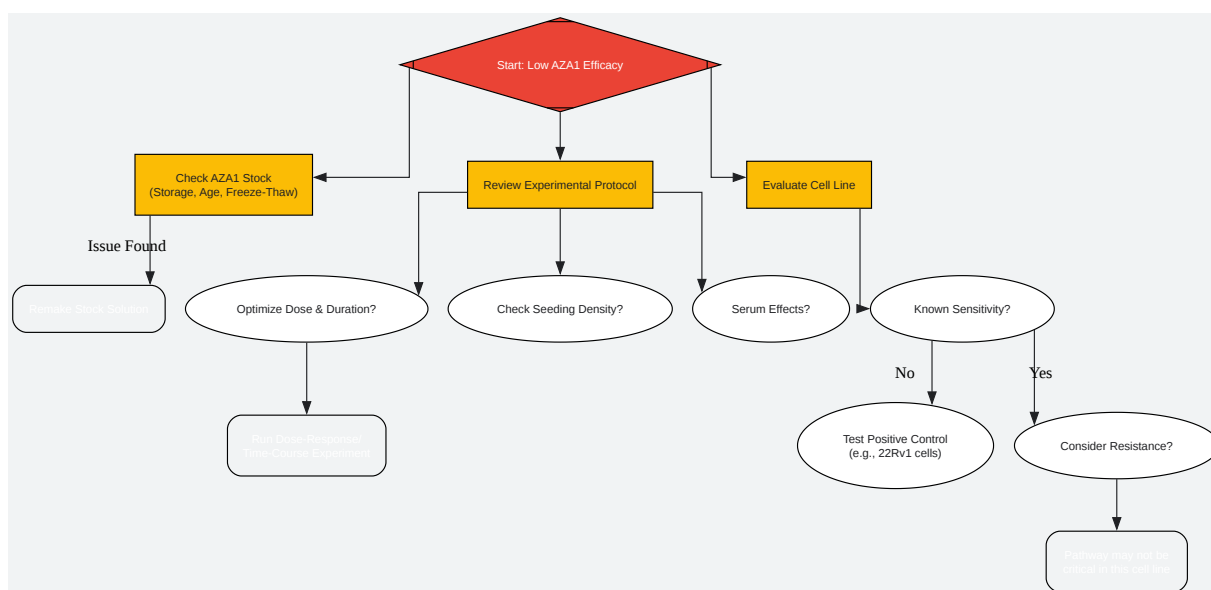 Start: Low AZA1 Efficacy
Check AZA1 Stock
(Storage, Age, Freeze-Thaw)
Review Experimental Protocol
Evaluate Cell Line
Issue Found
Remake Stock Solution
Optimize Dose & Duration?
Check Seeding Density?
Serum Effects?
Known Sensitivity?
No
Yes
Run Dose-Response/
Time-Course Experiment
Test Positive Control
(e.g., 22Rv1 cells)
Consider Resistance?
Pathway may not be
critical in this cell line